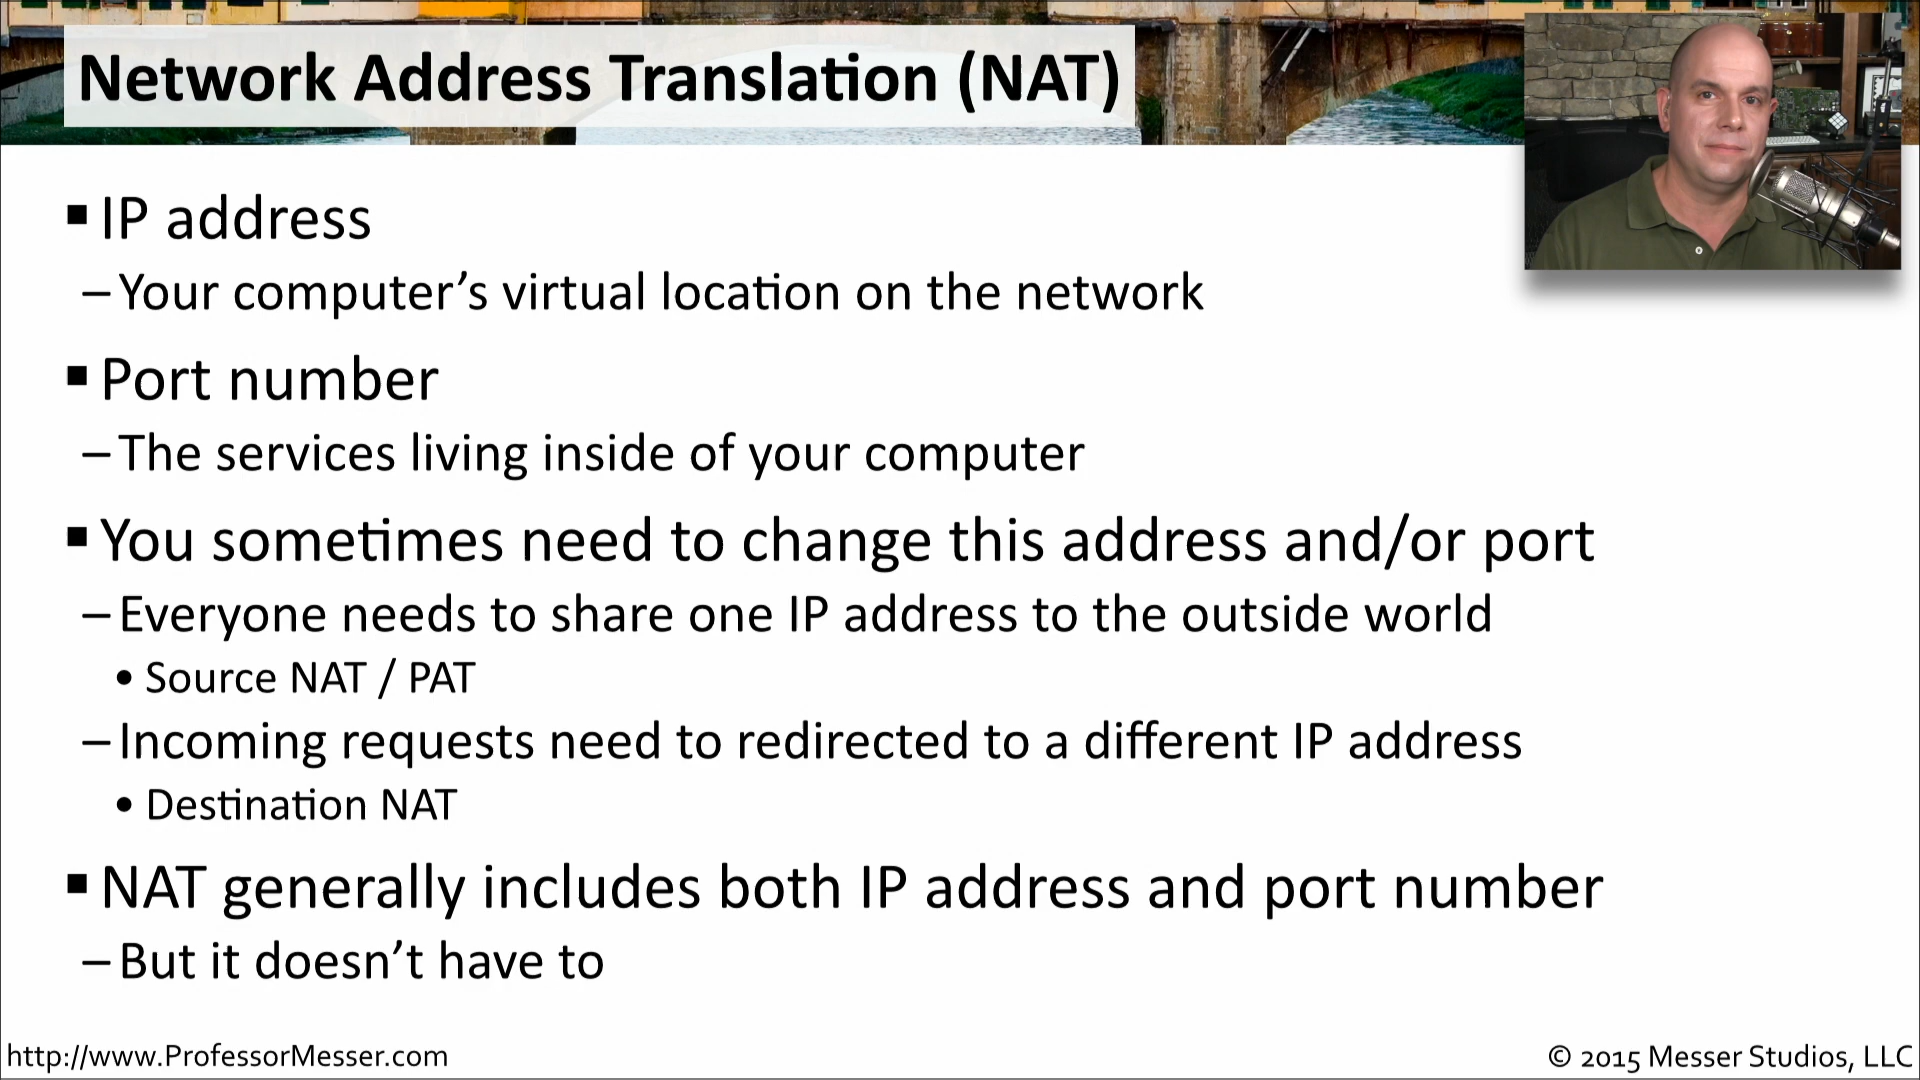 Network Address Translation (NAT)
▪ IP address
– Your computer’s virtual location on the network
▪ Port number
– The services living inside of your computer
▪ You sometimes need to change this address and/or port
– Everyone needs to share one IP address to the outside world
• Source NAT / PAT
– Incoming requests need to redirected to a different IP address
• Destination NAT
▪ NAT generally includes both IP address and port number
– But it doesn’t have to
http://www.ProfessorMesser.com
© 2015 Messer Studios, LLC